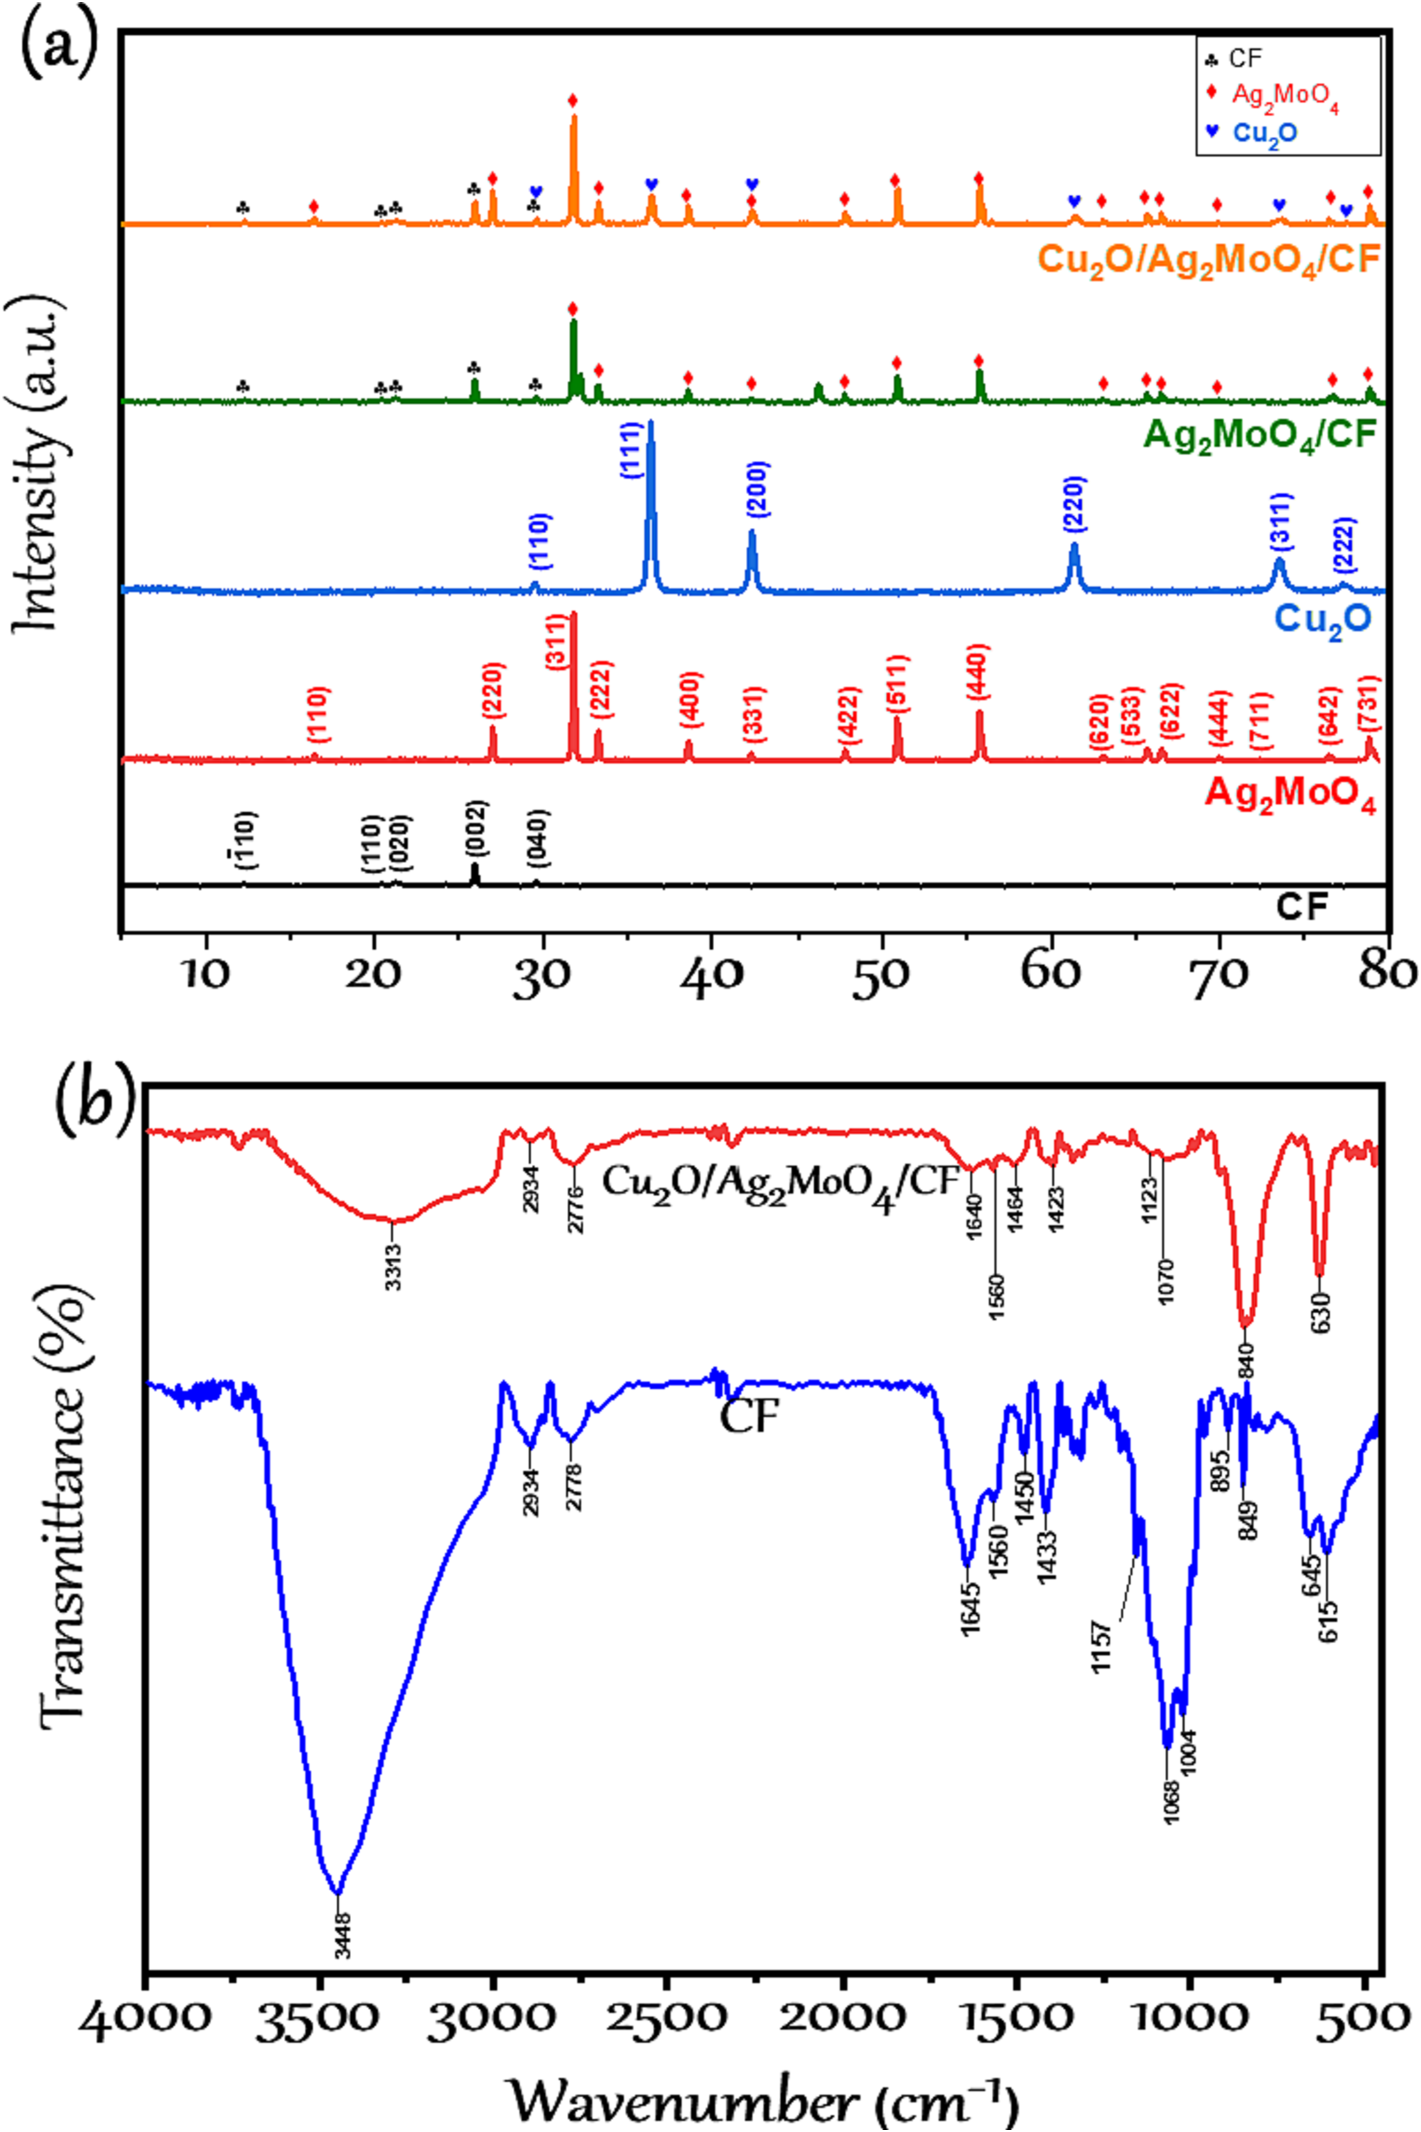 (a)
♣ CF
♦ Ag₂MoO₄
♥ Cu₂O
Cu₂O/Ag₂MoO₄/CF
Ag₂MoO₄/CF
(110) (111) (200) (220) (311) (222)
Cu₂O
(110) (220) (311) (222) (400) (331) (422) (511) (440) (620) (533) (622) (444) (711) (642) (731)
Ag₂MoO₄
(1̄10) (110) (020) (002) (040)
CF
Intensity (a.u.)
10 20 30 40 50 60 70 80
(b)
Cu₂O/Ag₂MoO₄/CF
3313 2934 2776 1640 1560 1464 1423 1123 1070 840 630
CF
3448 2934 2778 1645 1560 1450 1433 1157 1068 1004 895 849 645 615
Transmittance (%)
4000 3500 3000 2500 2000 1500 1000 500
Wavenumber (cm⁻¹)